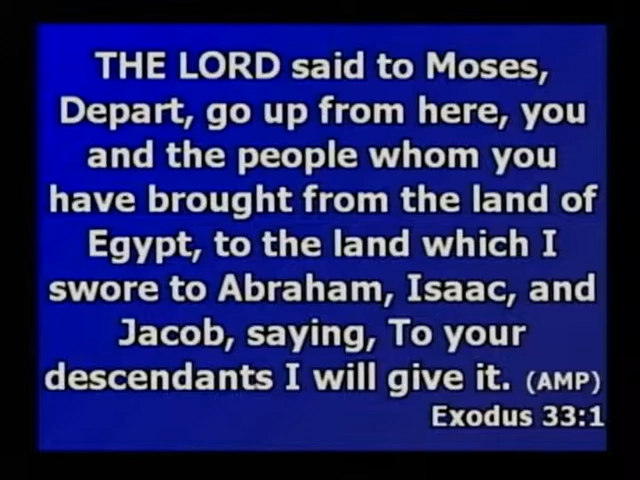 THE LORD said to Moses,
Depart, go up from here, you
and the people whom you
have brought from the land of
Egypt, to the land which I
swore to Abraham, Isaac, and
Jacob, saying, To your
descendants I will give it. (AMP)
Exodus 33:1